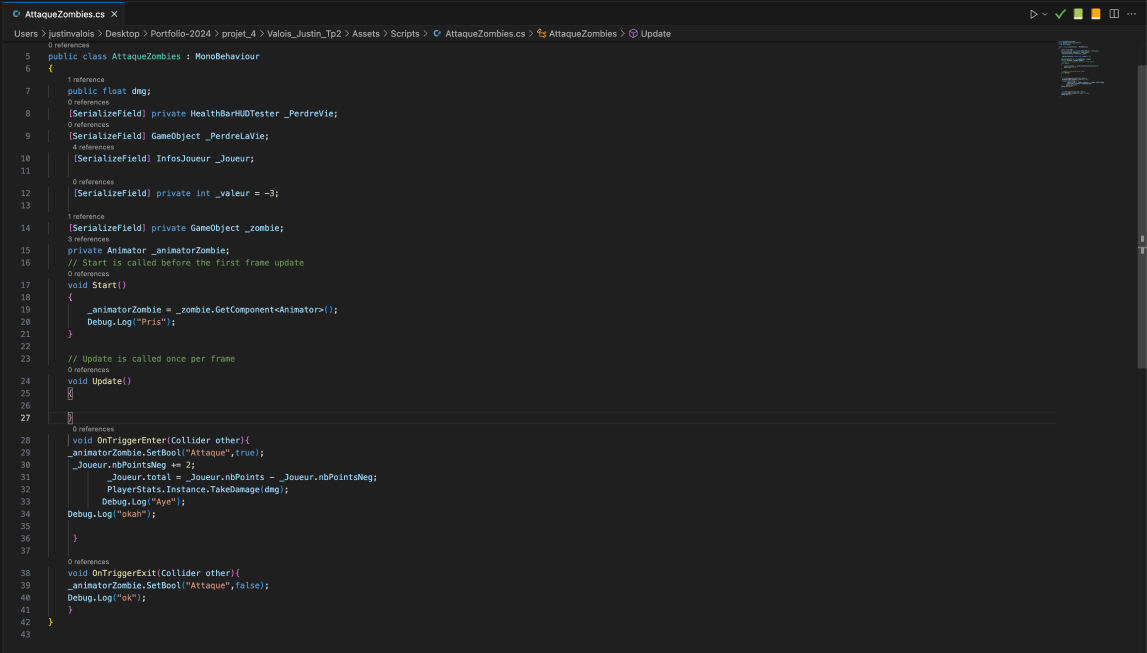 AttaqueZombies.cs
Users > justinvalois > Desktop > Portfolio-2024 > projet_4 > Valois_Justin_Tp2 > Assets > Scripts > AttaqueZombies.cs > AttaqueZombies > Update
0 references
5 public class AttaqueZombies : MonoBehaviour
6 {
1 reference
7 public float dmg;
0 references
8 [SerializeField] private HealthBarHUDTester _PerdreVie;
0 references
9 [SerializeField] GameObject _PerdreLaVie;
4 references
10 [SerializeField] InfosJoueur _Joueur;
11
0 references
12 [SerializeField] private int _valeur = -3;
13
1 reference
14 [SerializeField] private GameObject _zombie;
3 references
15 private Animator _animatorZombie;
16 // Start is called before the first frame update
0 references
17 void Start()
18 {
19 _animatorZombie = _zombie.GetComponent<Animator>();
20 Debug.Log("Pris");
21 }
22
23 // Update is called once per frame
0 references
24 void Update()
25 {
26
27 }
0 references
28 void OnTriggerEnter(Collider other){
29 _animatorZombie.SetBool("Attaque",true);
30 _Joueur.nbPointsNeg += 2;
31 _Joueur.total = _Joueur.nbPoints - _Joueur.nbPointsNeg;
32 PlayerStats.Instance.TakeDamage(dmg);
33 Debug.Log("Aye");
34 Debug.Log("okah");
35
36 }
37
0 references
38 void OnTriggerExit(Collider other){
39 _animatorZombie.SetBool("Attaque",false);
40 Debug.Log("ok");
41 }
42 }
43